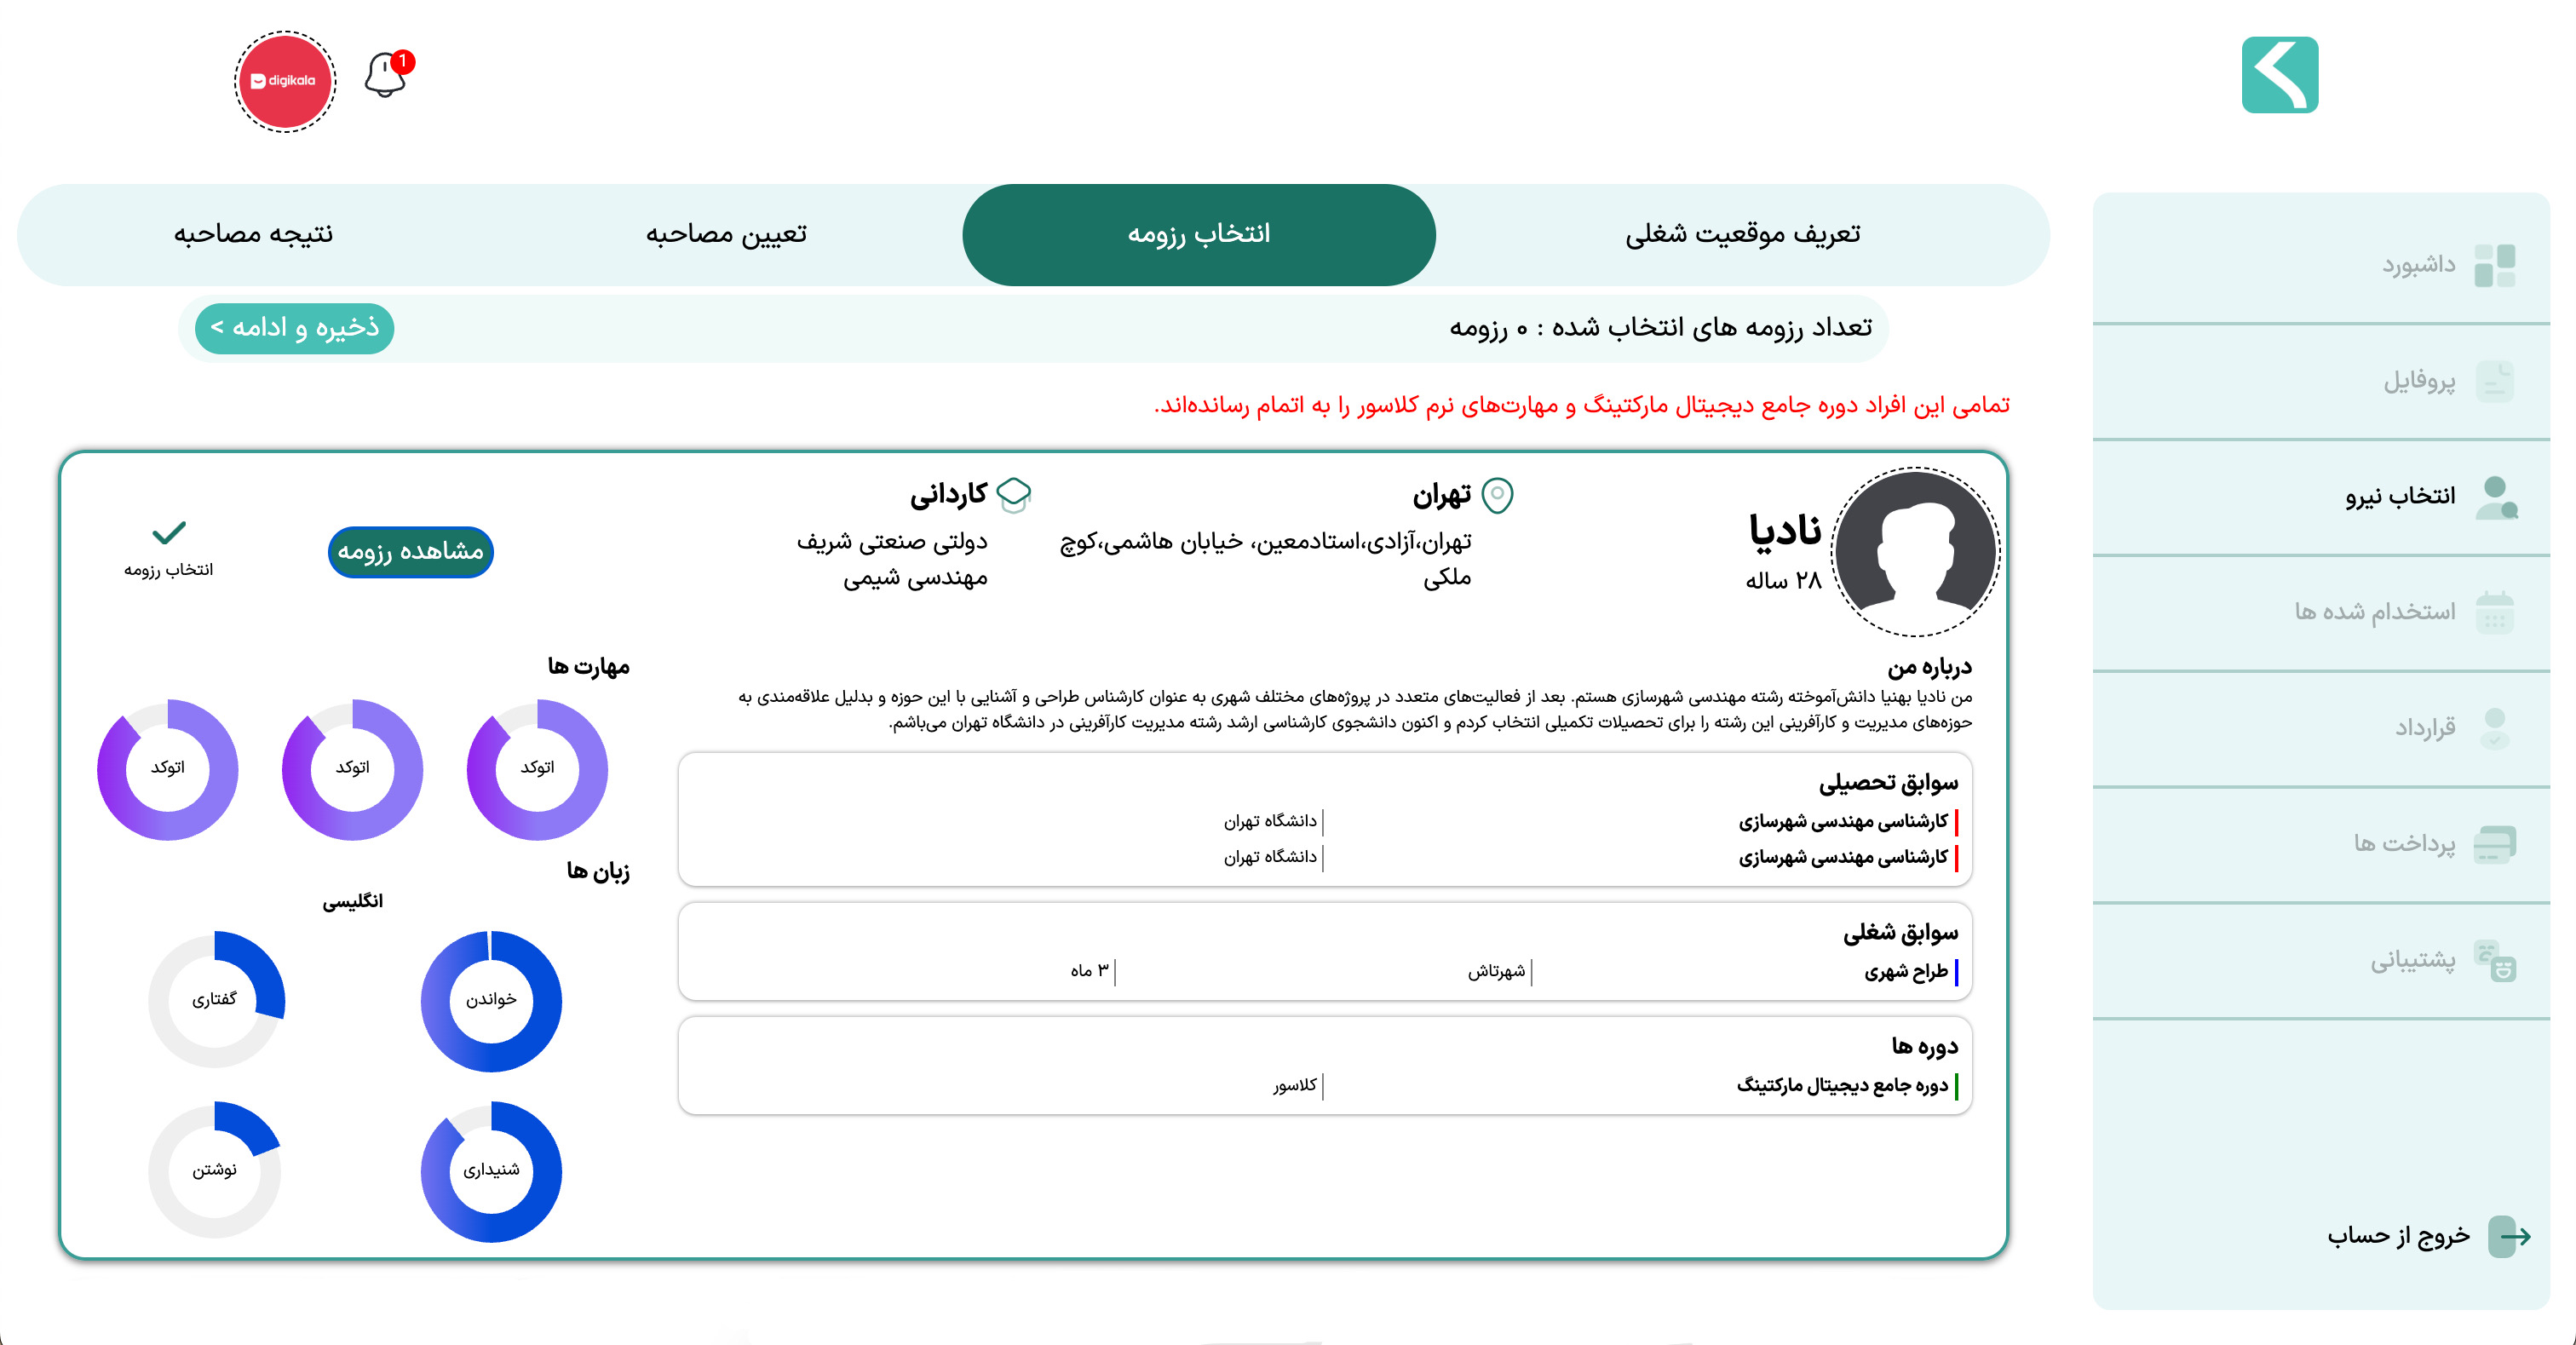 digikala
1
داشبورد
پروفایل
انتخاب نیرو
استخدام شده ها
قرارداد
پرداخت ها
پشتیبانی
خروج از حساب
تعریف موقعیت شغلی
انتخاب رزومه
تعیین مصاحبه
نتیجه مصاحبه
تعداد رزومه های انتخاب شده : ۰ رزومه
ذخیره و ادامه >
تمامی این افراد دوره جامع دیجیتال مارکتینگ و مهارت‌های نرم کلاسور را به اتمام رسانده‌اند.
نادیا
۲۸ ساله
تهران
تهران،آزادی،استادمعین، خیابان هاشمی،کوچ
ملکی
کاردانی
دولتی صنعتی شریف
مهندسی شیمی
مشاهده رزومه
انتخاب رزومه
درباره من
من نادیا بهنیا دانش‌آموخته رشته مهندسی شهرسازی هستم. بعد از فعالیت‌های متعدد در پروژه‌های مختلف شهری به عنوان کارشناس طراحی و آشنایی با این حوزه و بدلیل علاقه‌مندی به
حوزه‌های مدیریت و کارآفرینی این رشته را برای تحصیلات تکمیلی انتخاب کردم و اکنون دانشجوی کارشناسی ارشد رشته مدیریت کارآفرینی در دانشگاه تهران می‌باشم.
سوابق تحصیلی
کارشناسی مهندسی شهرسازی دانشگاه تهران
کارشناسی مهندسی شهرسازی دانشگاه تهران
سوابق شغلی
طراح شهری شهرتاش ۳ ماه
دوره ها
دوره جامع دیجیتال مارکتینگ کلاسور
مهارت ها
اتوکد اتوکد اتوکد
زبان ها
انگلیسی
خواندن گفتاری
شنیداری نوشتن